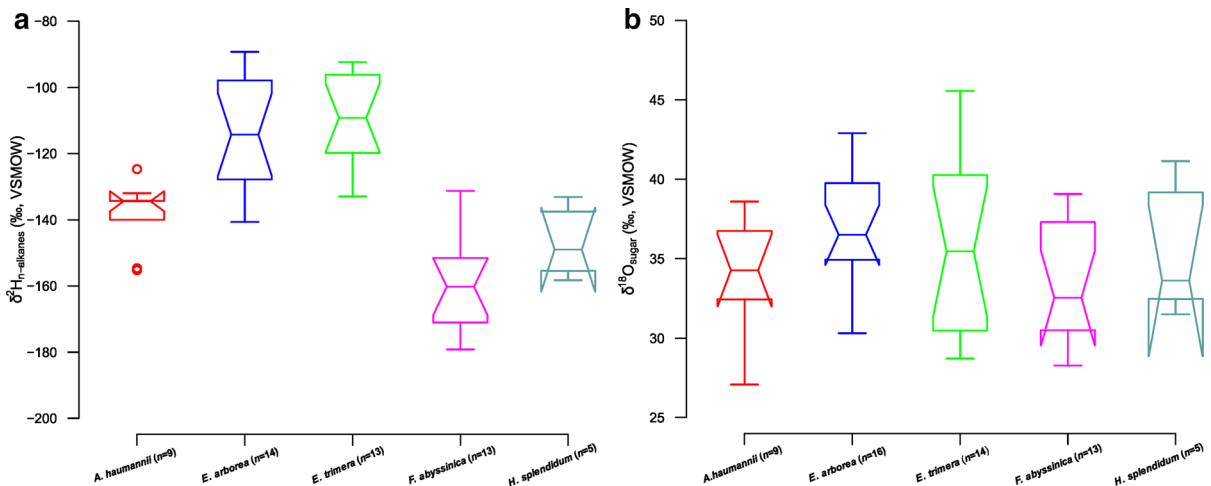 a
−80
−100
−120
−140
−160
−180
−200
δ²Hn−alkanes (‰, VSMOW)
A. haumannii (n=9)
E. arborea (n=14)
E. trimera (n=13)
F. abyssinica (n=13)
H. splendidum (n=5)
b
50
45
40
35
30
25
δ¹⁸Osugar (‰, VSMOW)
A.haumannii (n=9)
E. arborea (n=16)
E. trimera (n=14)
F. abyssinica (n=13)
H. splendidum (n=5)